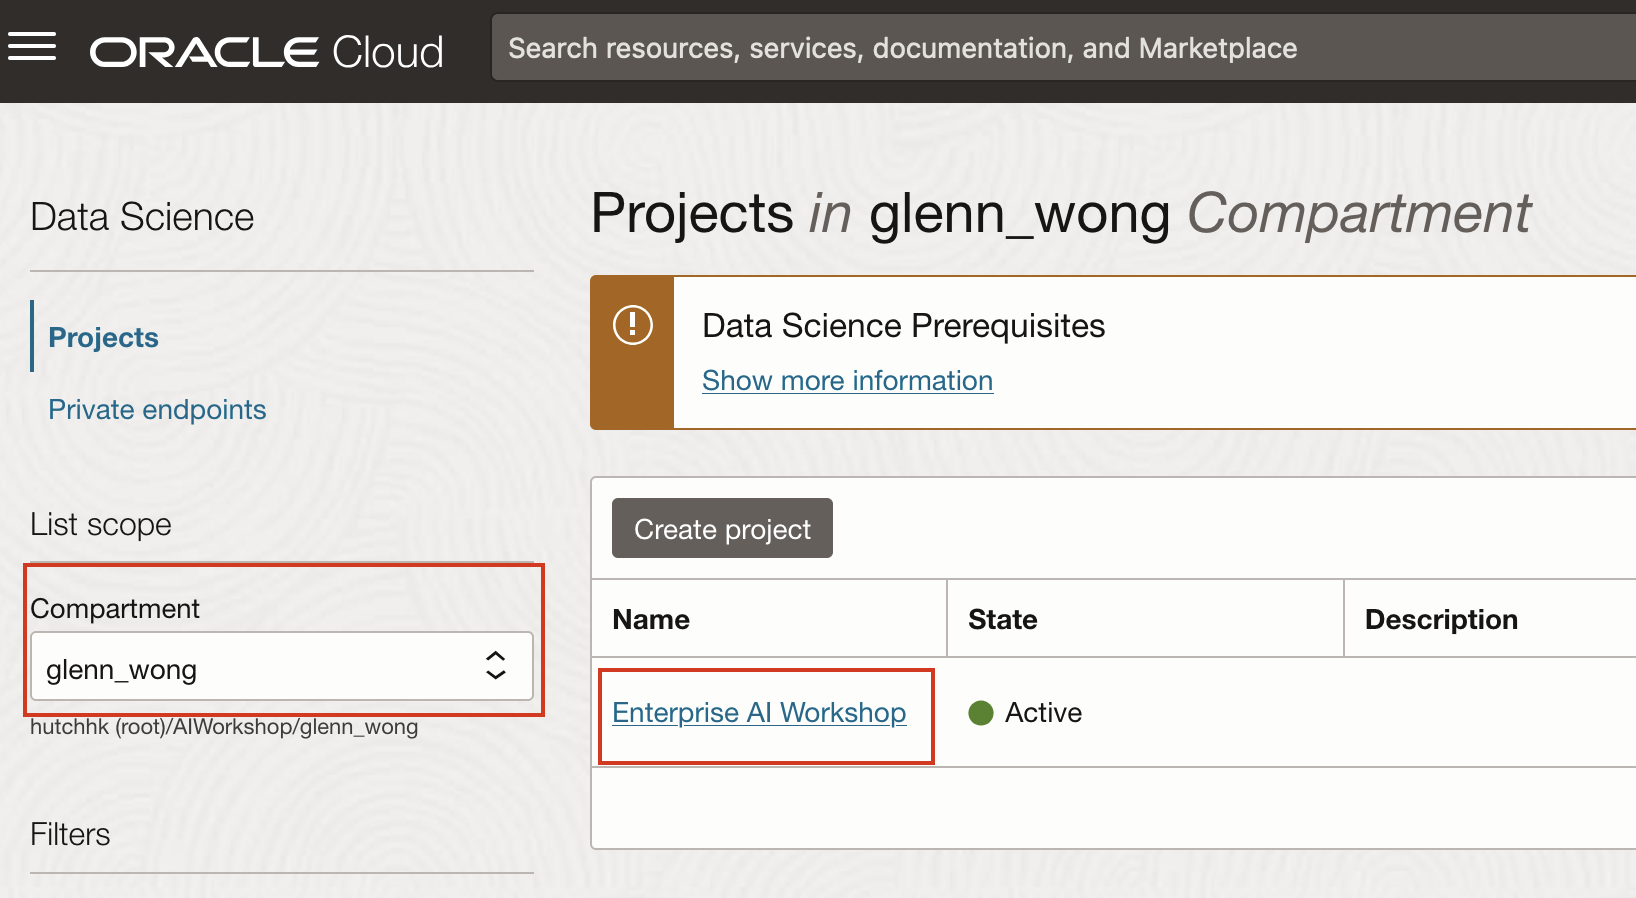 ORACLE Cloud
Search resources, services, documentation, and Marketplace
Data Science
Projects
Private endpoints
List scope
Compartment
glenn_wong
hutchhk (root)/AIWorkshop/glenn_wong
Filters
Projects in glenn_wong Compartment
Data Science Prerequisites
Show more information
Create project
Name State Description
Enterprise AI Workshop Active